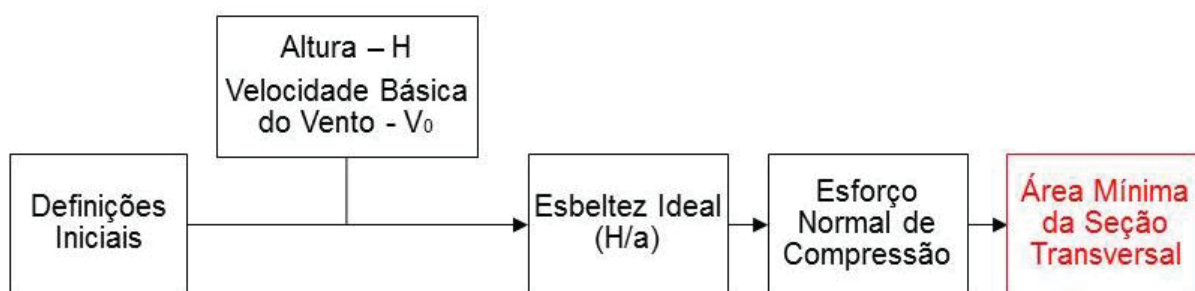 Altura – H
Velocidade Básica
do Vento - V₀
Definições
Iniciais
Esbeltez Ideal
(H/a)
Esforço
Normal de
Compressão
Área Mínima
da Seção
Transversal